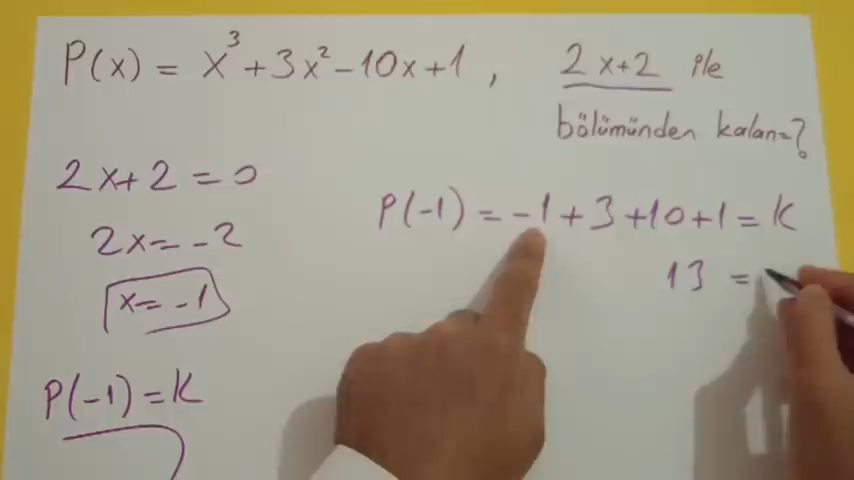 P(x) = x³ + 3x² - 10x + 1 , 2x+2 ile
bölümünden kalan=?
2x+2 = 0
2x = -2
x = -1
P(-1) = K
P(-1) = -1 + 3 + 10 + 1 = K
13 =